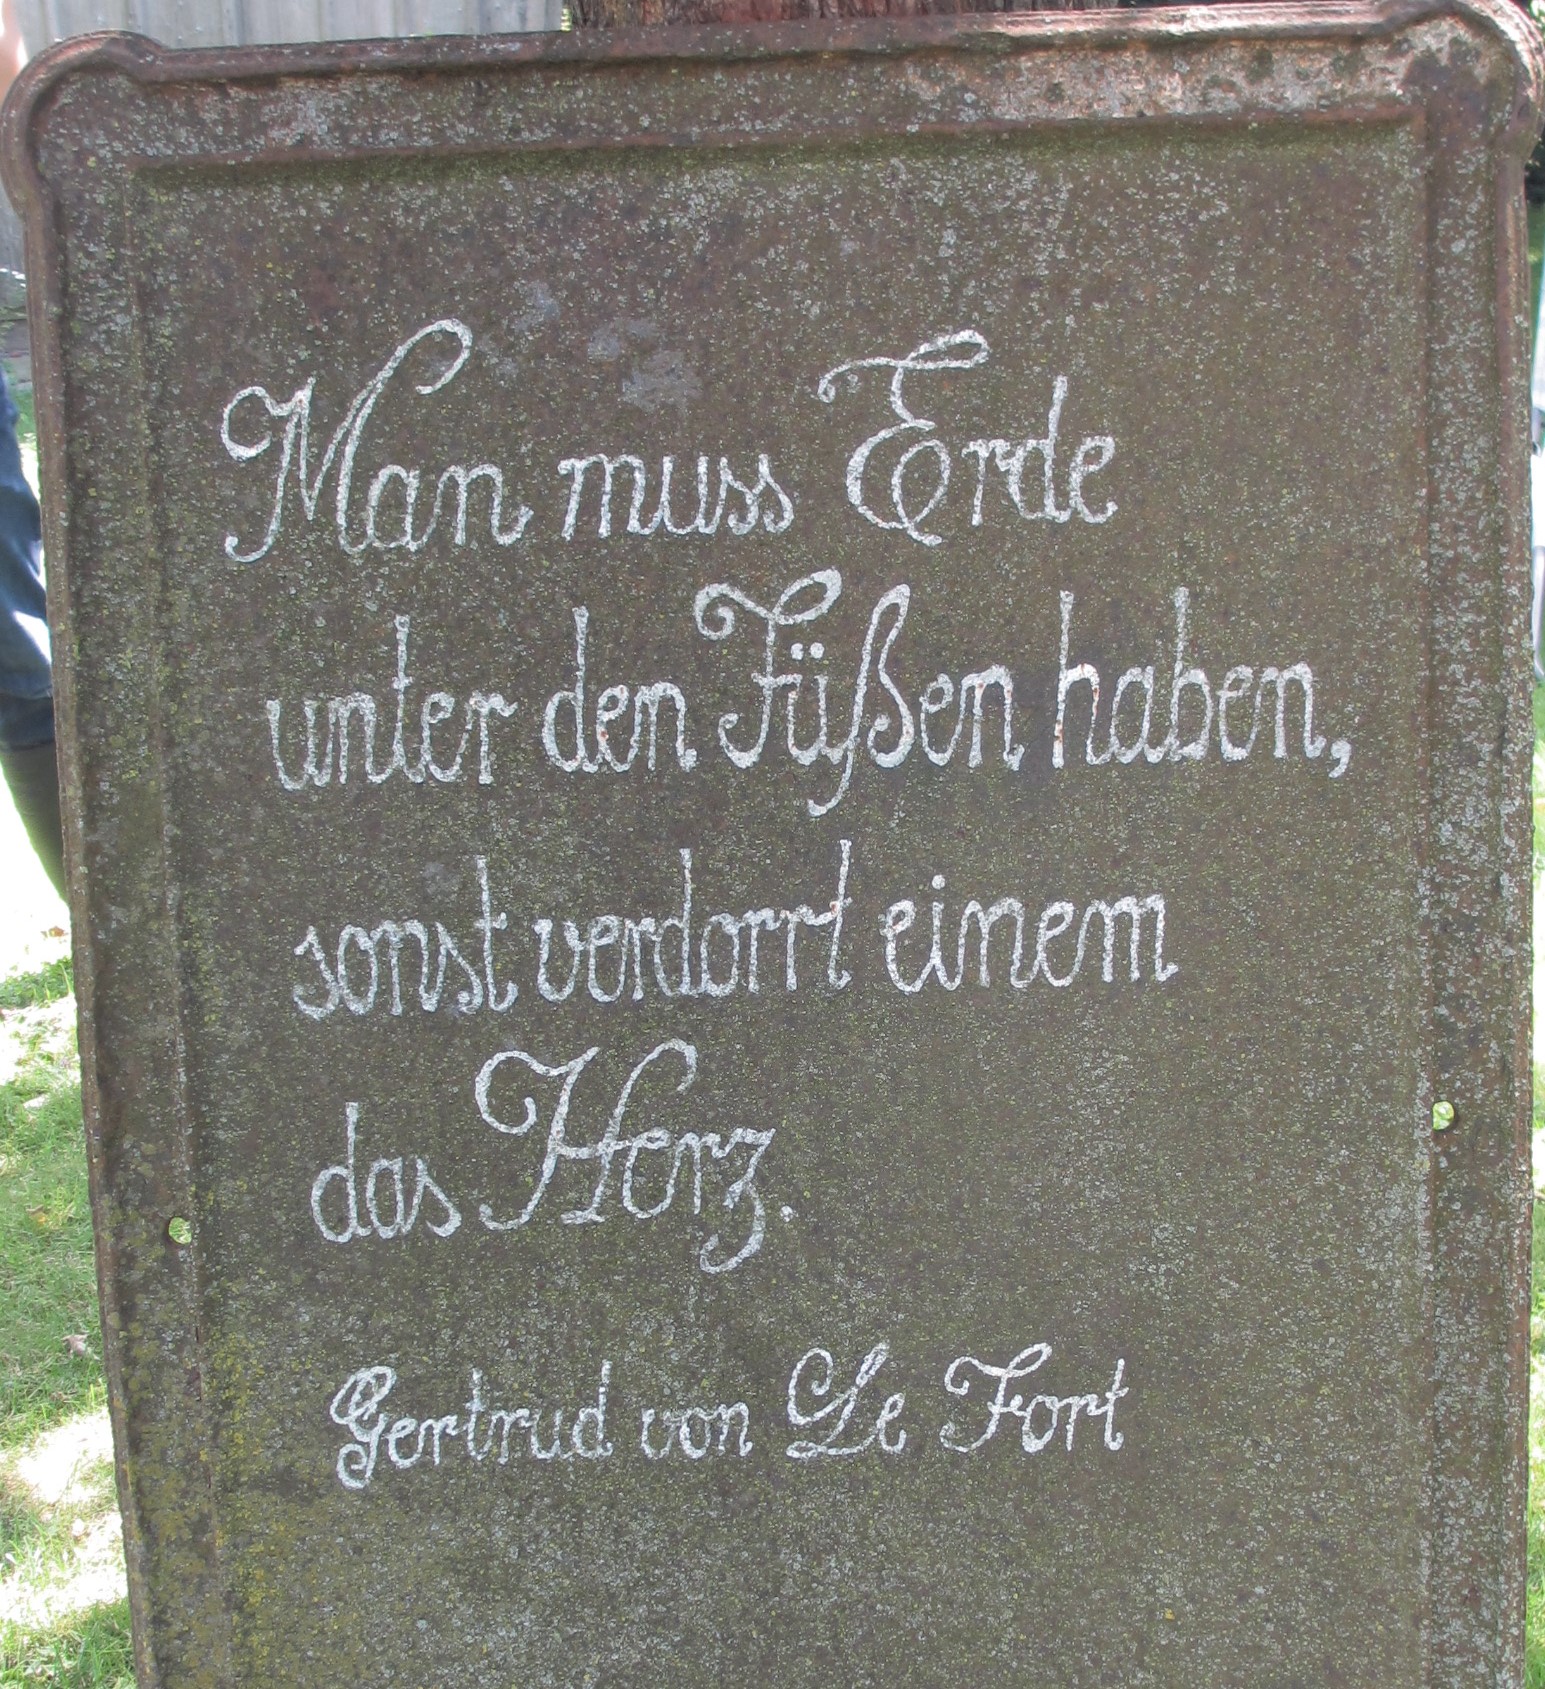 Man muss Erde
unter den Füßen haben,
sonst verdorrt einem
das Herz.
Gertrud von Le Fort